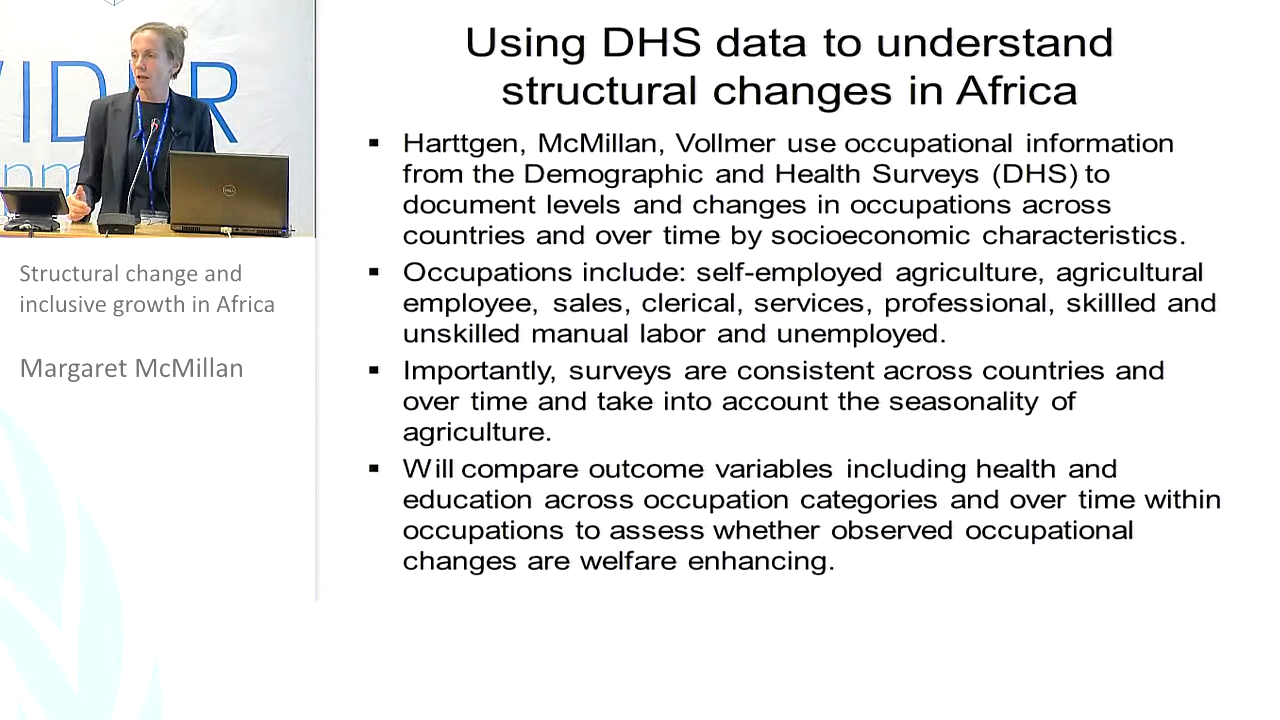 WIDER
Structural change and
inclusive growth in Africa
Margaret McMillan
Using DHS data to understand
structural changes in Africa
▪ Harttgen, McMillan, Vollmer use occupational information
from the Demographic and Health Surveys (DHS) to
document levels and changes in occupations across
countries and over time by socioeconomic characteristics.
▪ Occupations include: self-employed agriculture, agricultural
employee, sales, clerical, services, professional, skillled and
unskilled manual labor and unemployed.
▪ Importantly, surveys are consistent across countries and
over time and take into account the seasonality of
agriculture.
▪ Will compare outcome variables including health and
education across occupation categories and over time within
occupations to assess whether observed occupational
changes are welfare enhancing.